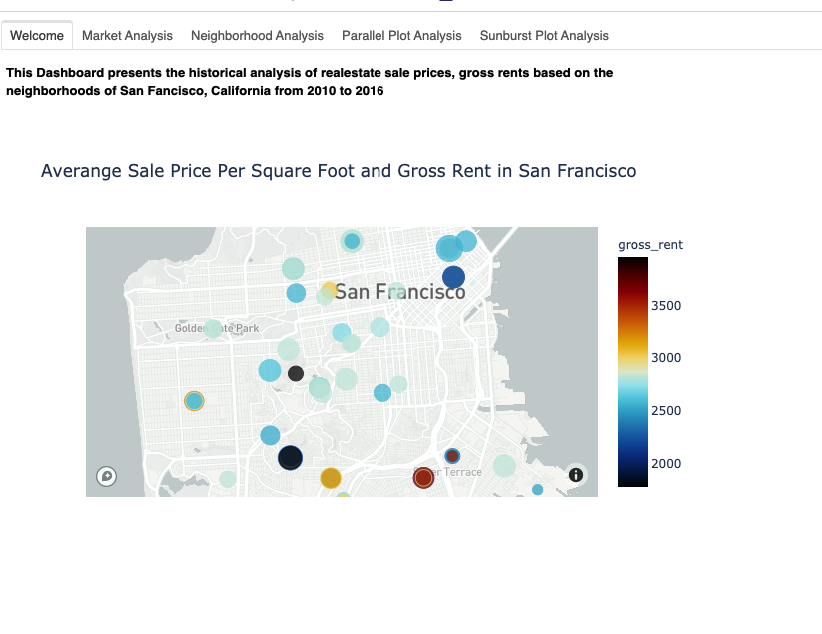 Welcome Market Analysis Neighborhood Analysis Parallel Plot Analysis Sunburst Plot Analysis
This Dashboard presents the historical analysis of realestate sale prices, gross rents based on the
neighborhoods of San Fancisco, California from 2010 to 2016
Averange Sale Price Per Square Foot and Gross Rent in San Francisco
gross_rent
3500
San Francisco
Golden Gate Park
3000
2500
2000
Terrace